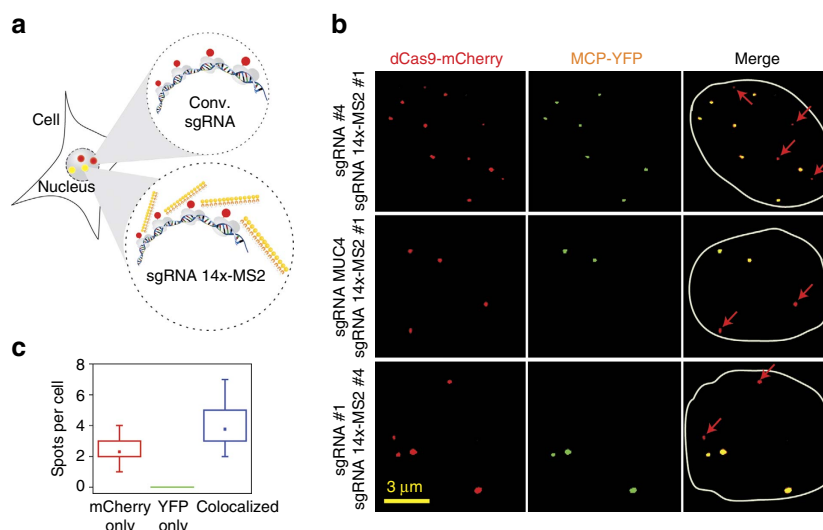 a
Cell
Nucleus
Conv.
sgRNA
sgRNA 14x-MS2
b
dCas9-mCherry
MCP-YFP
Merge
sgRNA #4
sgRNA 14x-MS2 #1
sgRNA MUC4
sgRNA 14x-MS2 #1
sgRNA #1
sgRNA 14x-MS2 #4
3 μm
c
Spots per cell
8
6
4
2
0
mCherry
only
YFP
only
Colocalized